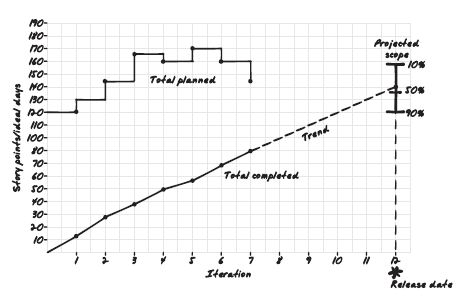 190
180
170
160
150
140
130
120
110
100
80
70
60
50
40
30
20
10
Story points/ideal days
Total planned
Projected
scope
10%
50%
90%
Trend
Total completed
1 2 3 4 5 6 7 8 9 10 11 12
Iteration
Release date